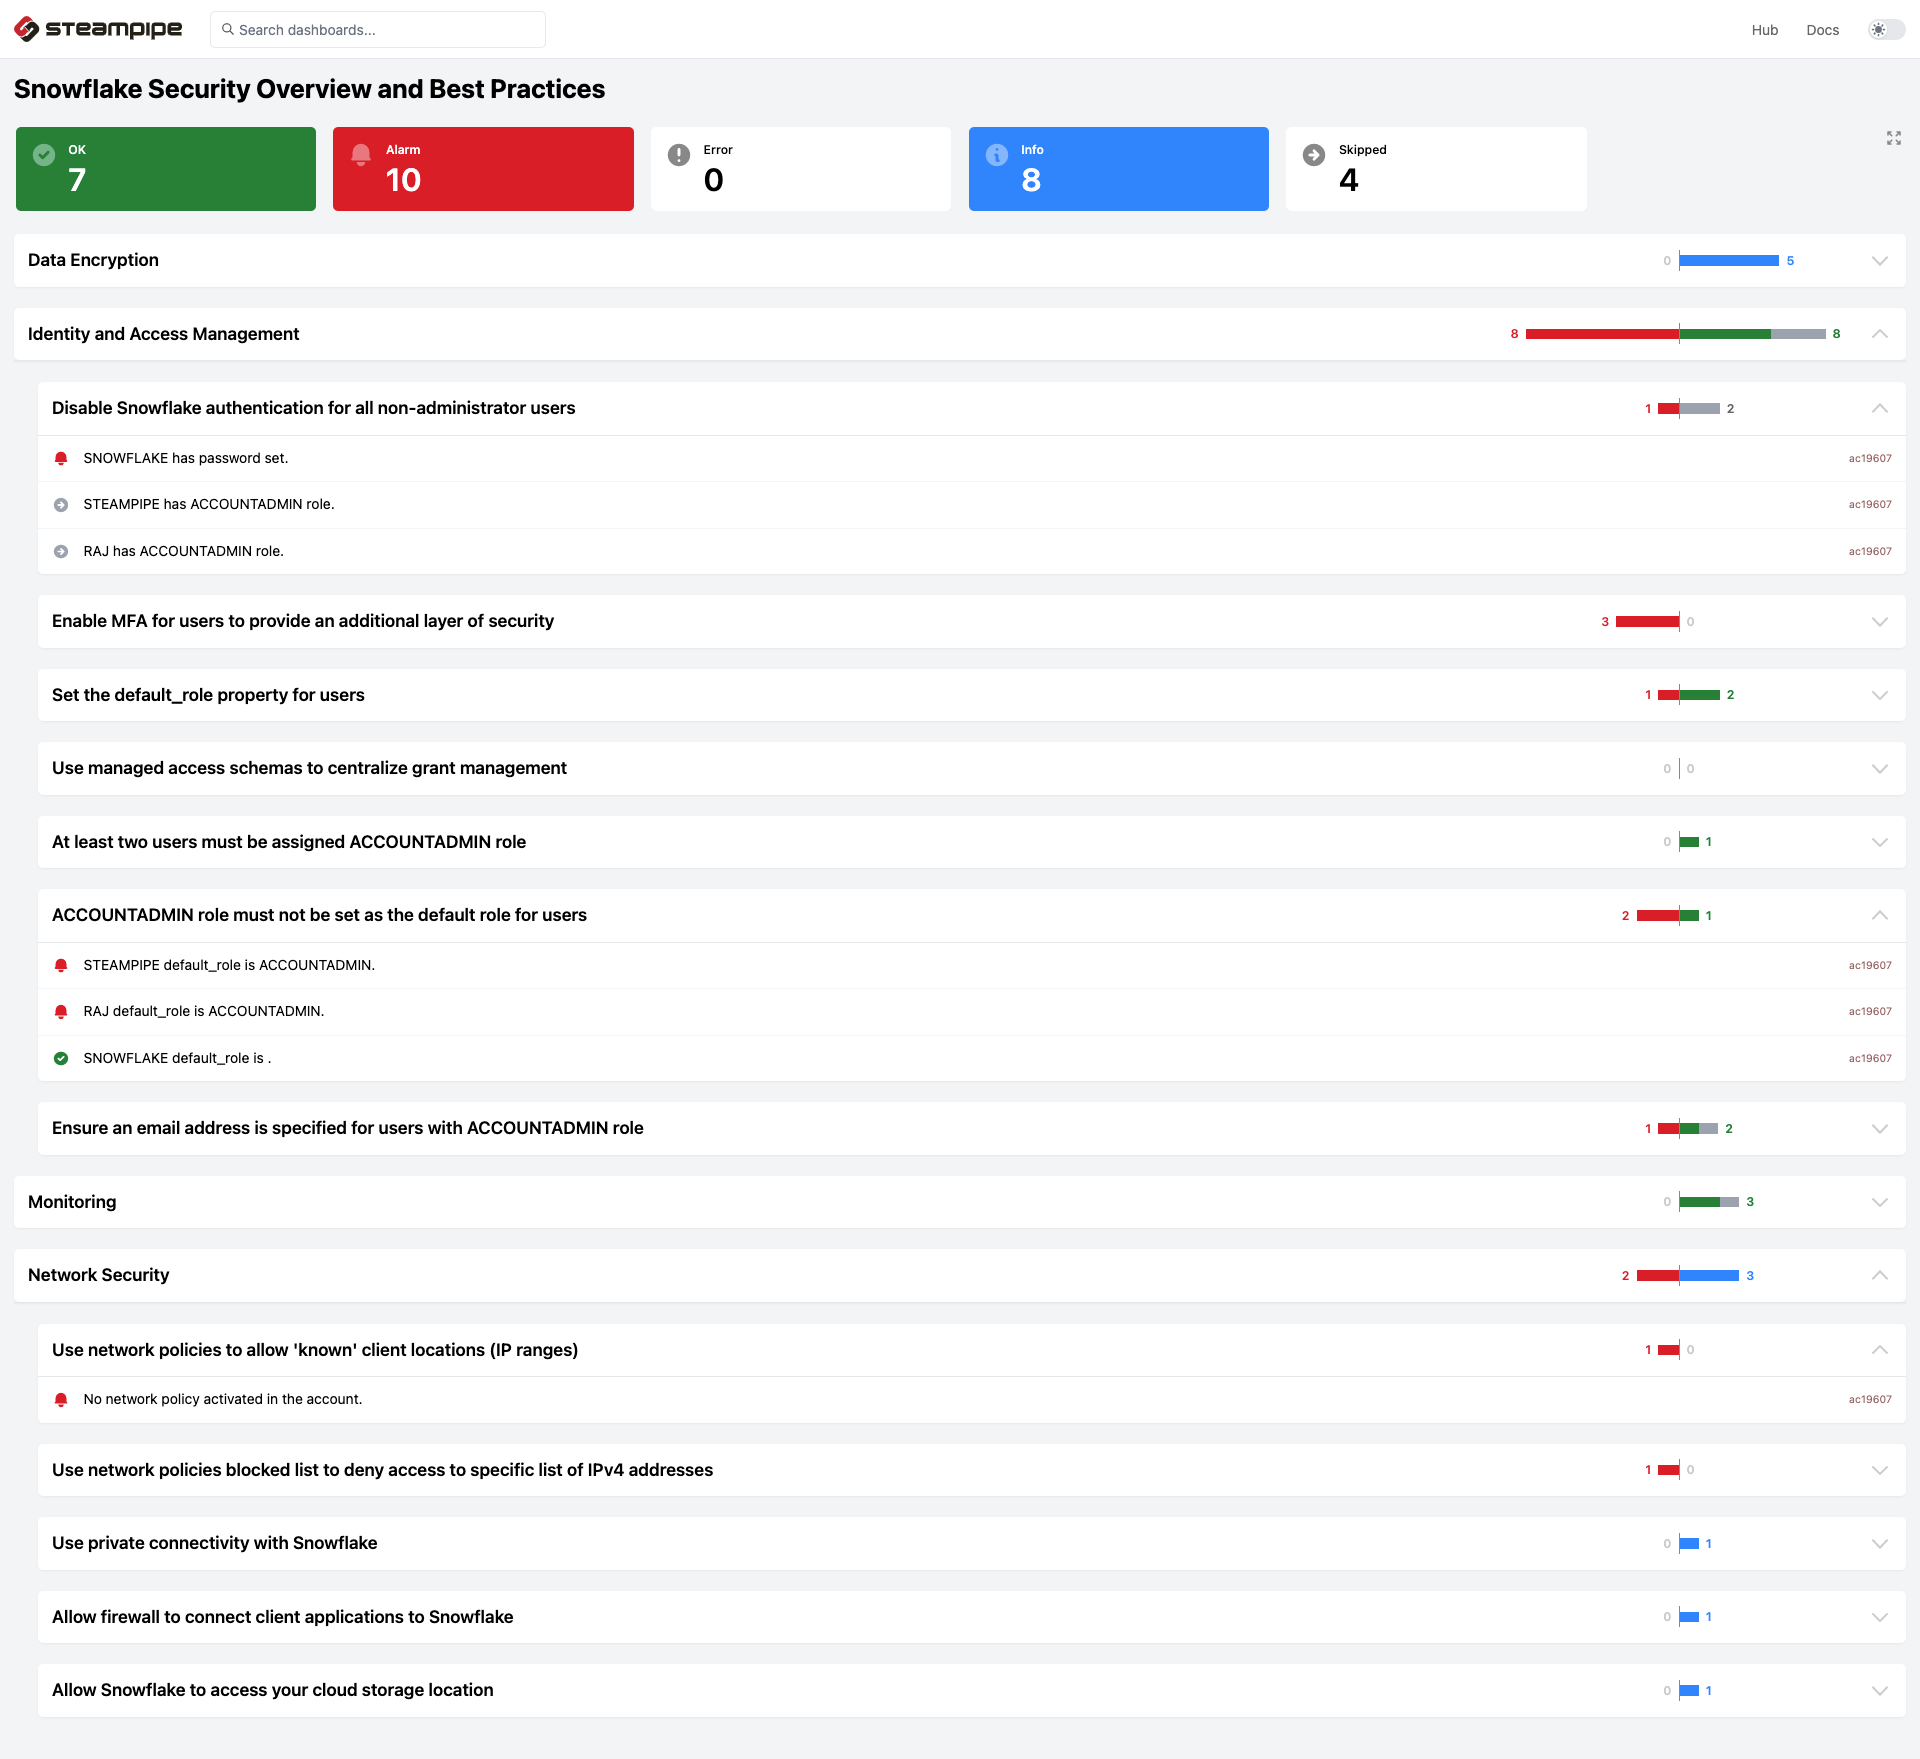 steampipe
Search dashboards...
Hub
Docs
Snowflake Security Overview and Best Practices
OK
7
Alarm
10
Error
0
Info
8
Skipped
4
Data Encryption
0
5
Identity and Access Management
8
8
Disable Snowflake authentication for all non-administrator users
1
2
SNOWFLAKE has password set.
ac19607
STEAMPIPE has ACCOUNTADMIN role.
ac19607
RAJ has ACCOUNTADMIN role.
ac19607
Enable MFA for users to provide an additional layer of security
3
0
Set the default_role property for users
1
2
Use managed access schemas to centralize grant management
0
0
At least two users must be assigned ACCOUNTADMIN role
0
1
ACCOUNTADMIN role must not be set as the default role for users
2
1
STEAMPIPE default_role is ACCOUNTADMIN.
ac19607
RAJ default_role is ACCOUNTADMIN.
ac19607
SNOWFLAKE default_role is .
ac19607
Ensure an email address is specified for users with ACCOUNTADMIN role
1
2
Monitoring
0
3
Network Security
2
3
Use network policies to allow 'known' client locations (IP ranges)
1
0
No network policy activated in the account.
ac19607
Use network policies blocked list to deny access to specific list of IPv4 addresses
1
0
Use private connectivity with Snowflake
0
1
Allow firewall to connect client applications to Snowflake
0
1
Allow Snowflake to access your cloud storage location
0
1